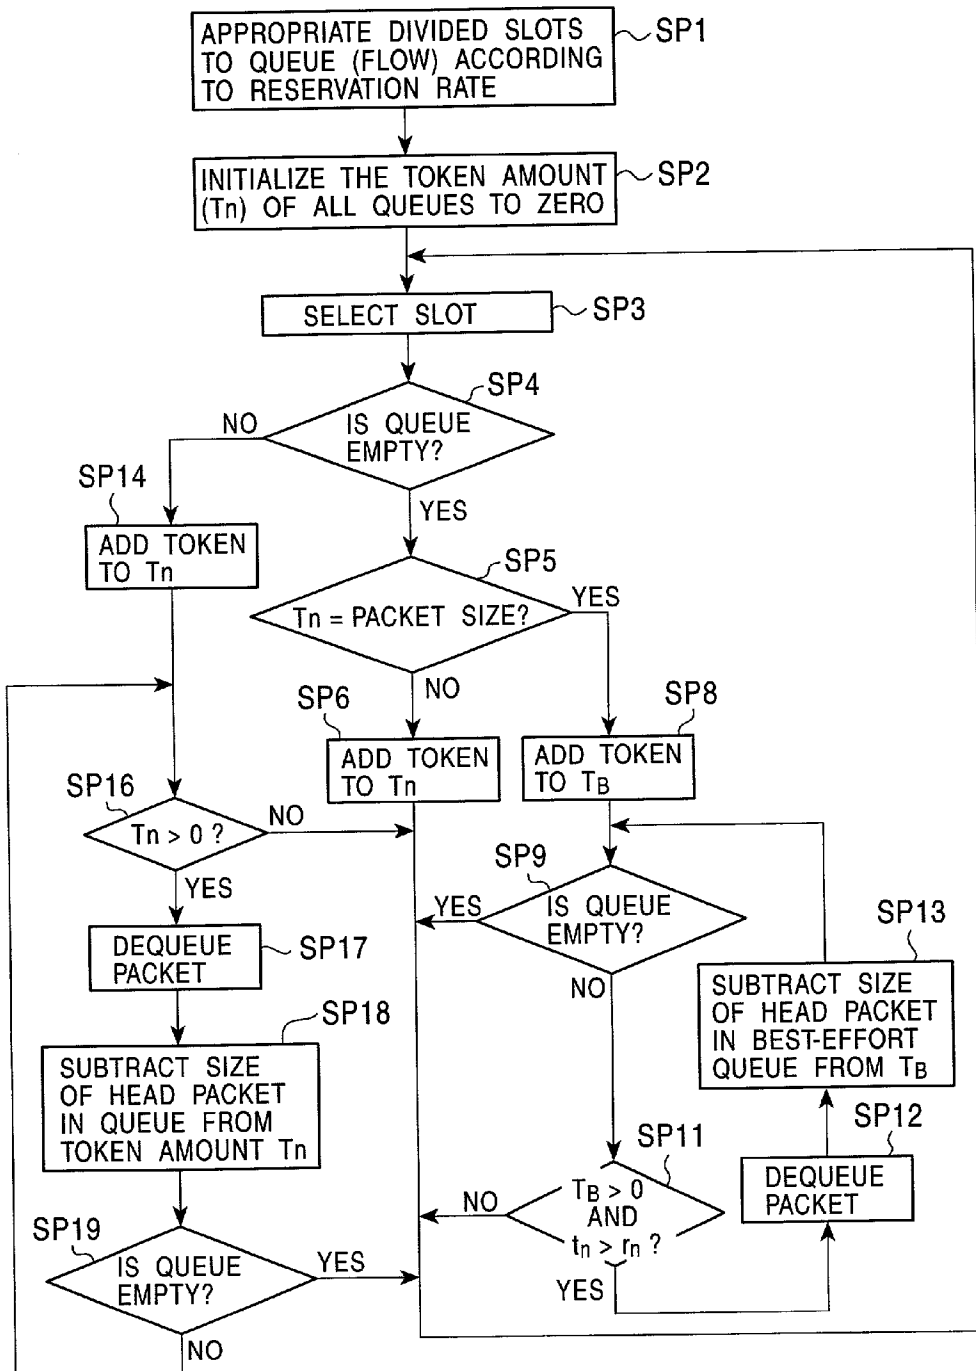 APPROPRIATE DIVIDED SLOTS
TO QUEUE (FLOW) ACCORDING
TO RESERVATION RATE
SP1
INITIALIZE THE TOKEN AMOUNT
(Tn) OF ALL QUEUES TO ZERO
SP2
SELECT SLOT
SP3
SP4
IS QUEUE
EMPTY?
NO
YES
SP14
ADD TOKEN
TO Tn
SP5
Tn = PACKET SIZE?
YES
NO
SP6
ADD TOKEN
TO Tn
SP8
ADD TOKEN
TO TB
SP16
Tn > 0 ?
NO
YES
SP9
IS QUEUE
EMPTY?
YES
NO
SP17
DEQUEUE
PACKET
SP13
SUBTRACT SIZE
OF HEAD PACKET
IN BEST-EFFORT
QUEUE FROM TB
SP18
SUBTRACT SIZE
OF HEAD PACKET
IN QUEUE FROM
TOKEN AMOUNT Tn
SP11
TB > 0
AND
tn > rn ?
NO
YES
SP12
DEQUEUE
PACKET
SP19
IS QUEUE
EMPTY?
YES
NO